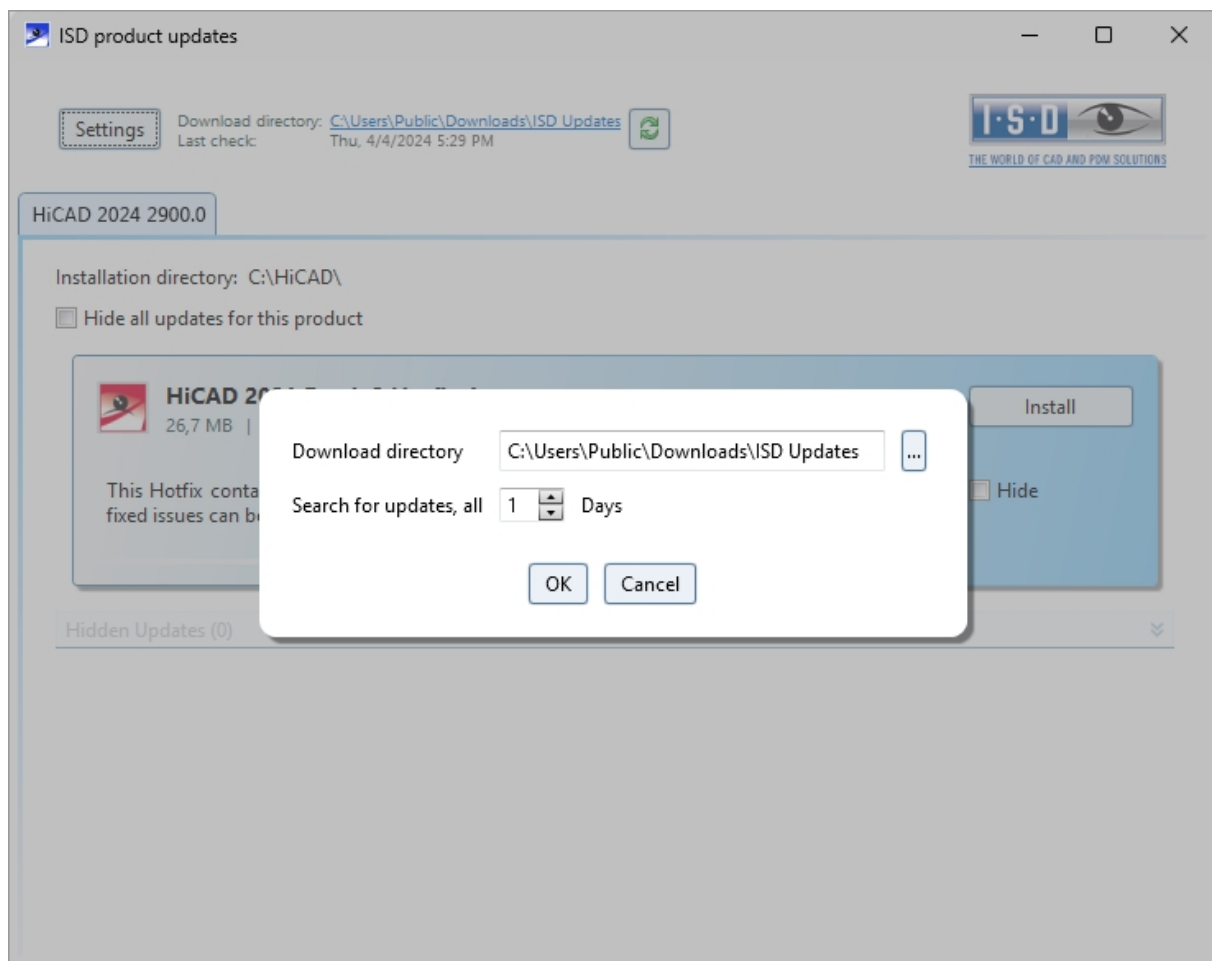 ISD product updates
Settings
Download directory: C:\Users\Public\Downloads\ISD Updates
Last check: Thu, 4/4/2024 5:29 PM
I·S·D
THE WORLD OF CAD AND PDM SOLUTIONS
HiCAD 2024 2900.0
Installation directory: C:\HiCAD\
Hide all updates for this product
HiCAD
26,7 MB |
Install
This Hotfix
fixed issues can
Hide
Download directory C:\Users\Public\Downloads\ISD Updates ...
Search for updates, all 1 Days
OK Cancel
Hidden Updates (0)